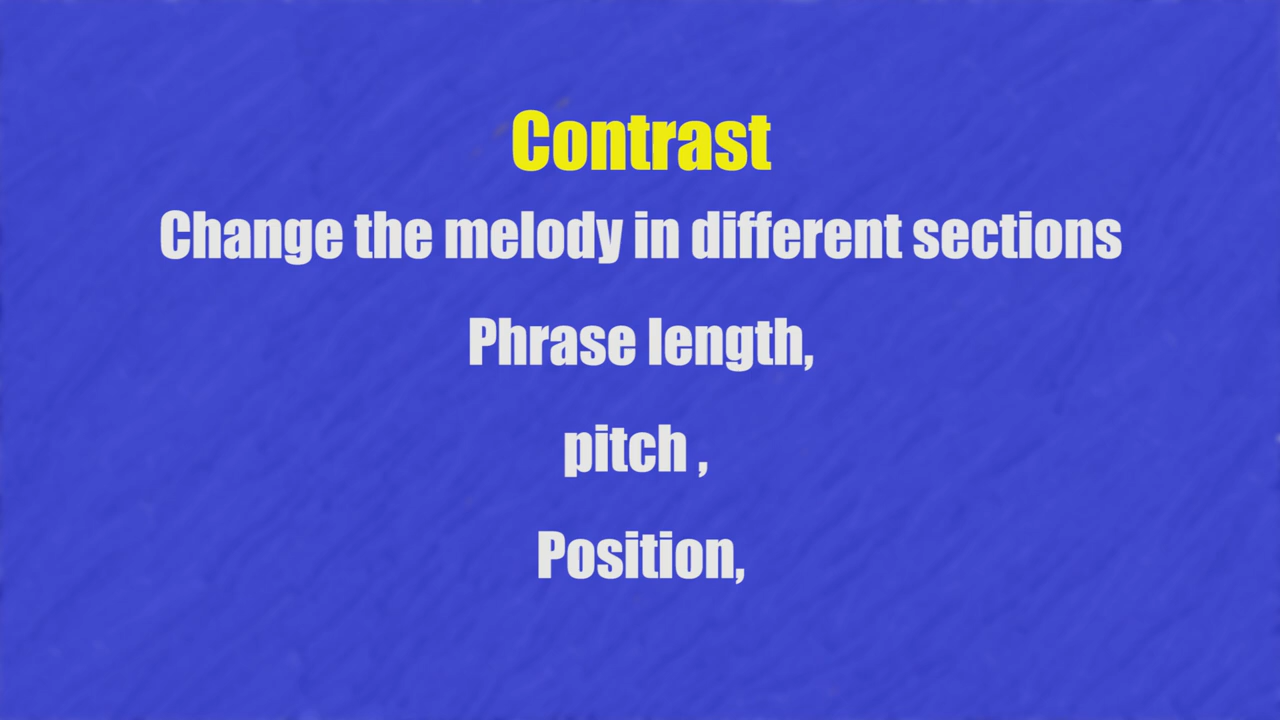 Contrast
Change the melody in different sections
Phrase length,
pitch ,
Position,